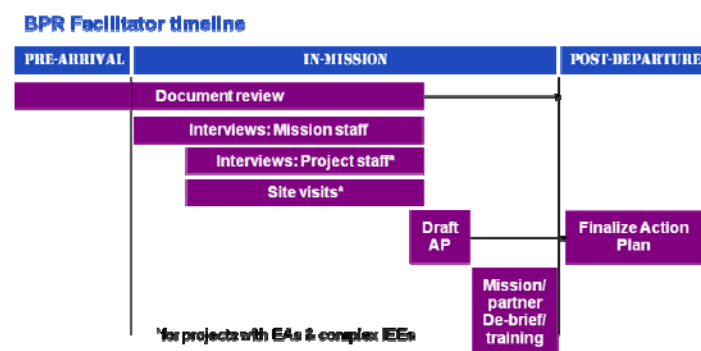 BPR Facilitator timeline
PRE-ARRIVAL IN-MISSION POST-DEPARTURE
Document review
Interviews: Mission staff
Interviews: Project staff*
Site visits*
Draft
AP
Finalize Action
Plan
Mission/
partner
De-brief/
training
*for projects with EAs & complex IEEs